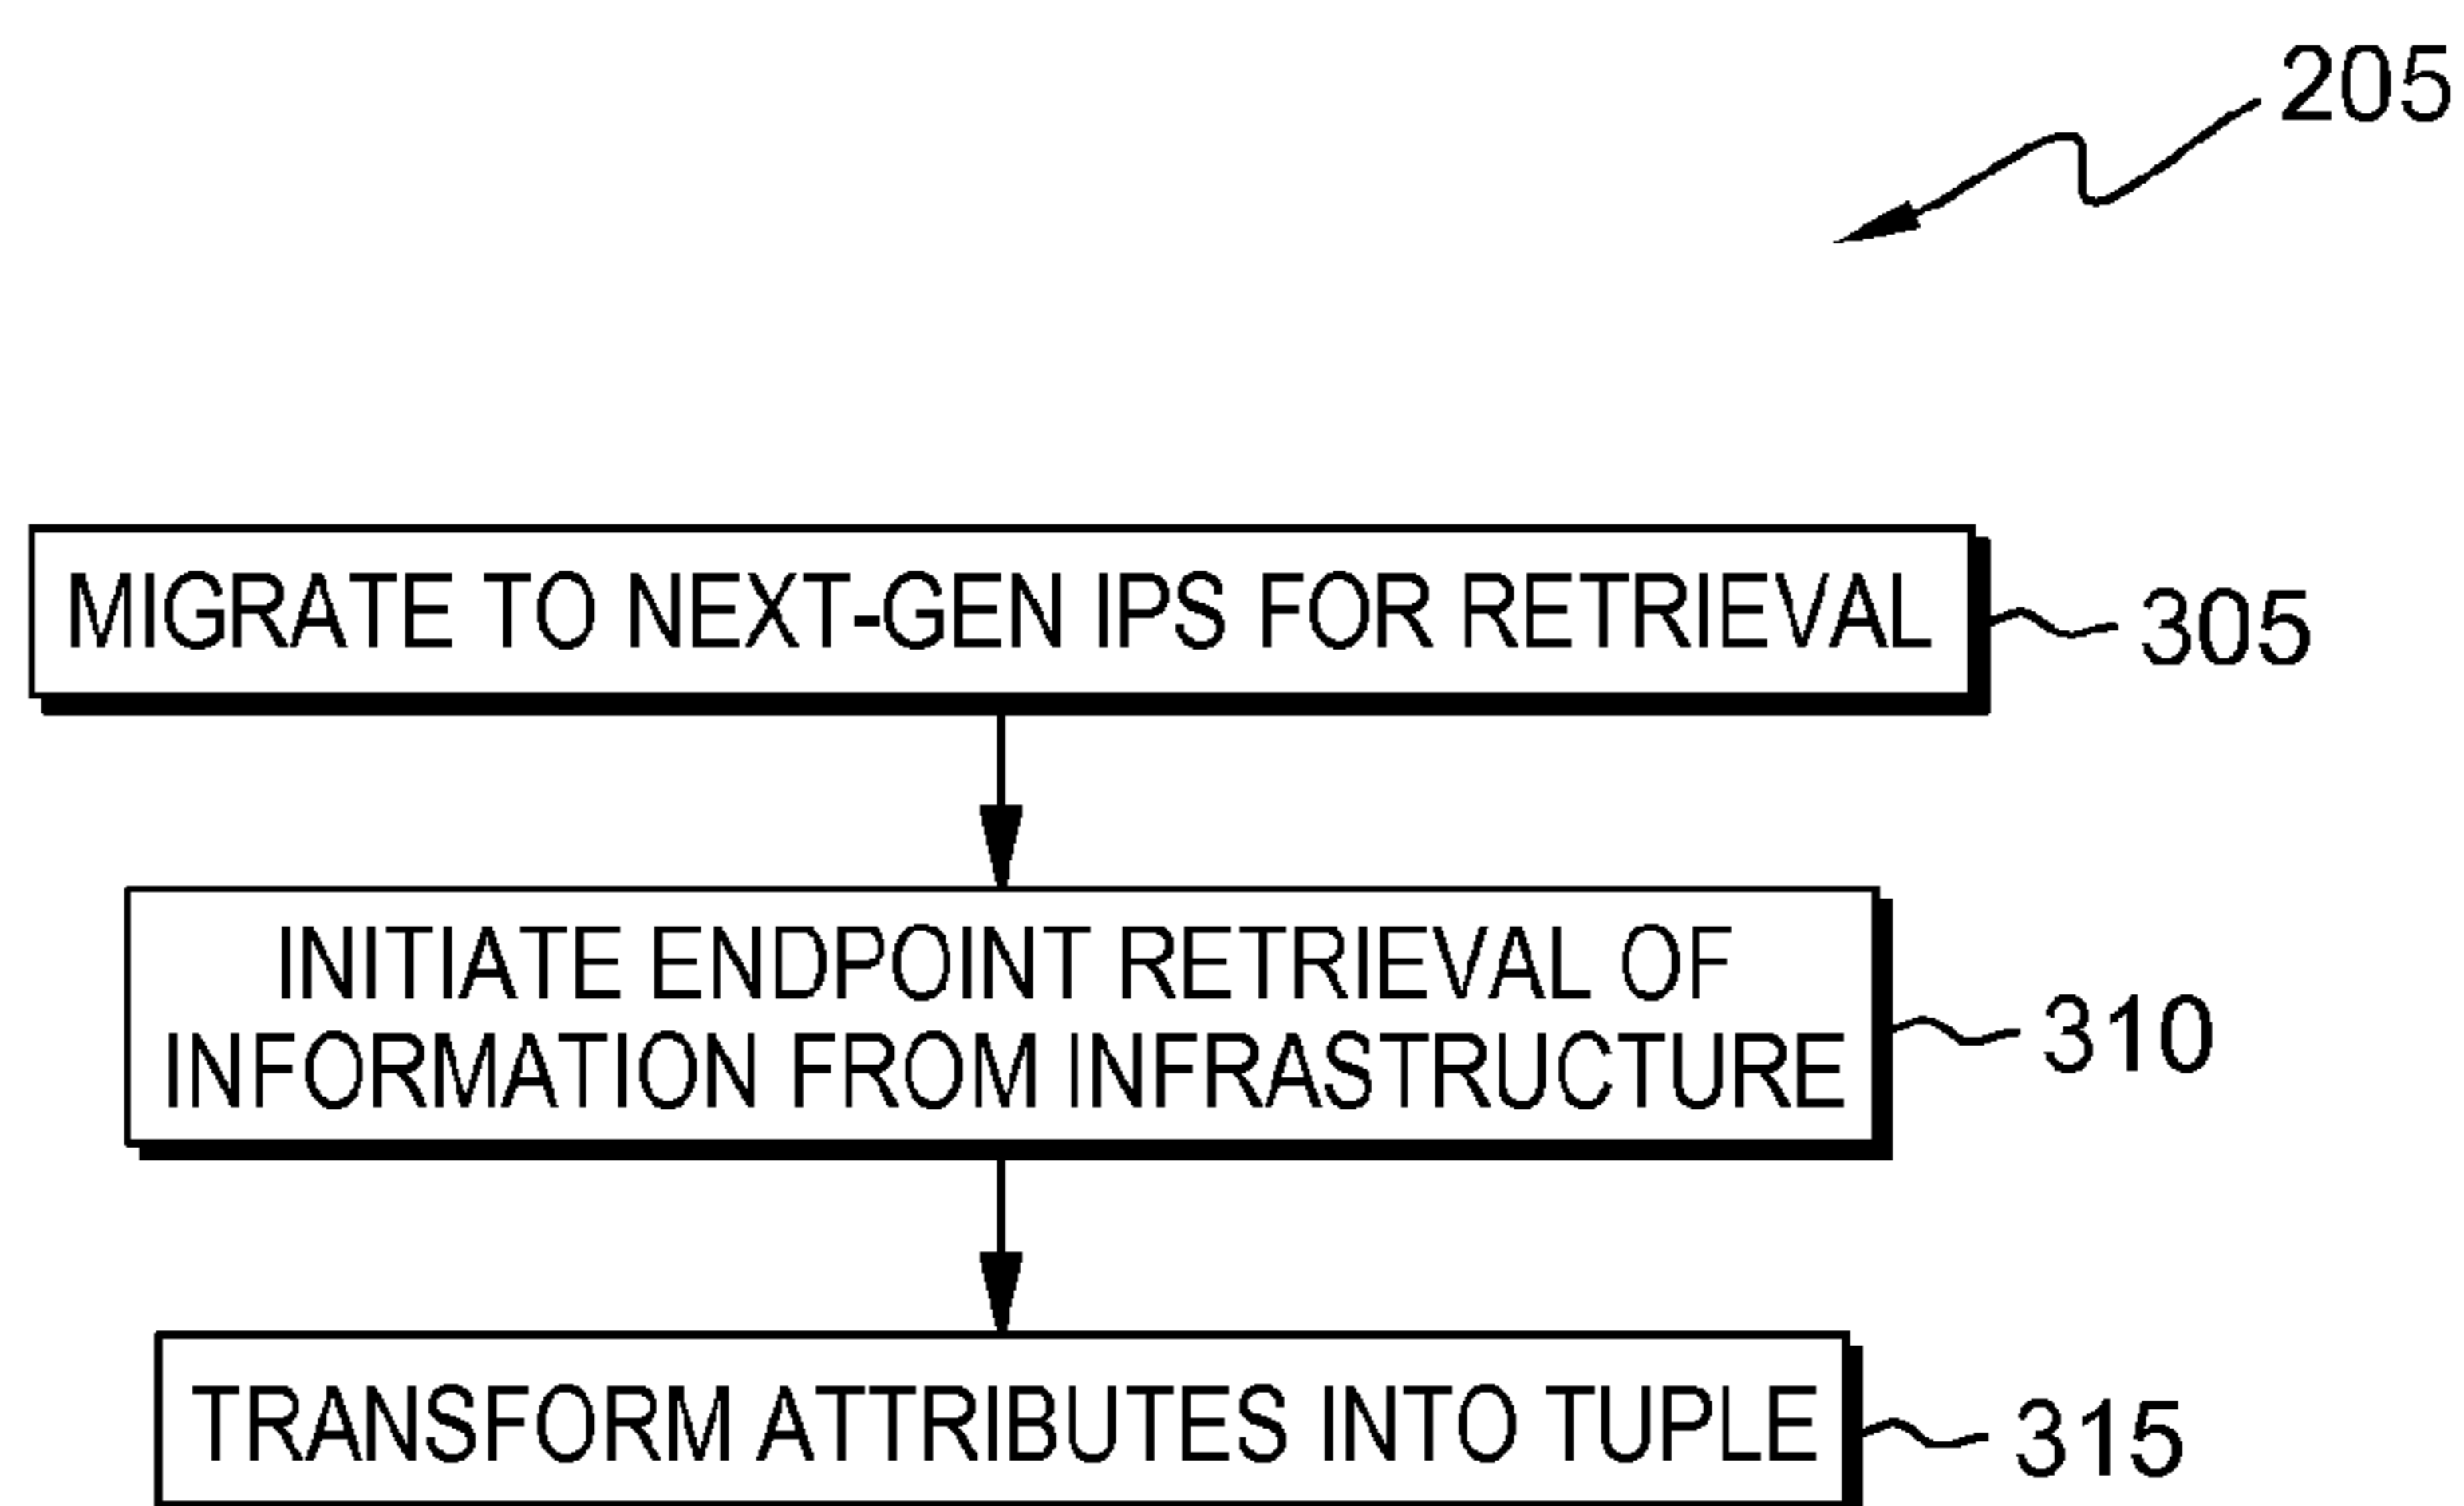 205
MIGRATE TO NEXT-GEN IPS FOR RETRIEVAL
305
INITIATE ENDPOINT RETRIEVAL OF
INFORMATION FROM INFRASTRUCTURE
310
TRANSFORM ATTRIBUTES INTO TUPLE
315